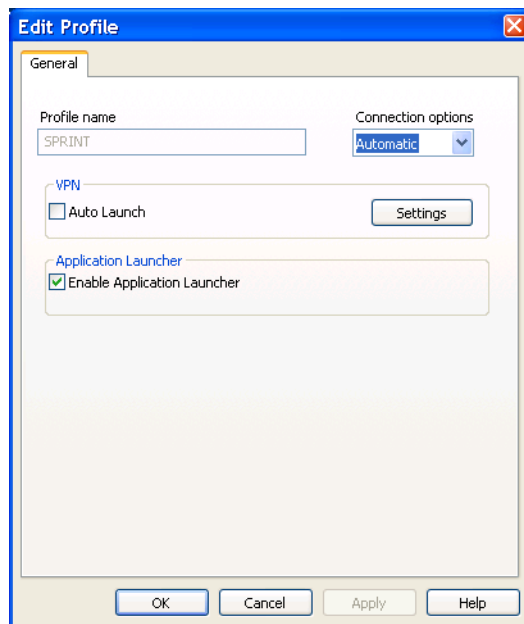 Edit Profile
General
Profile name
Connection options
SPRINT
Automatic
VPN
Auto Launch
Settings
Application Launcher
Enable Application Launcher
OK
Cancel
Apply
Help